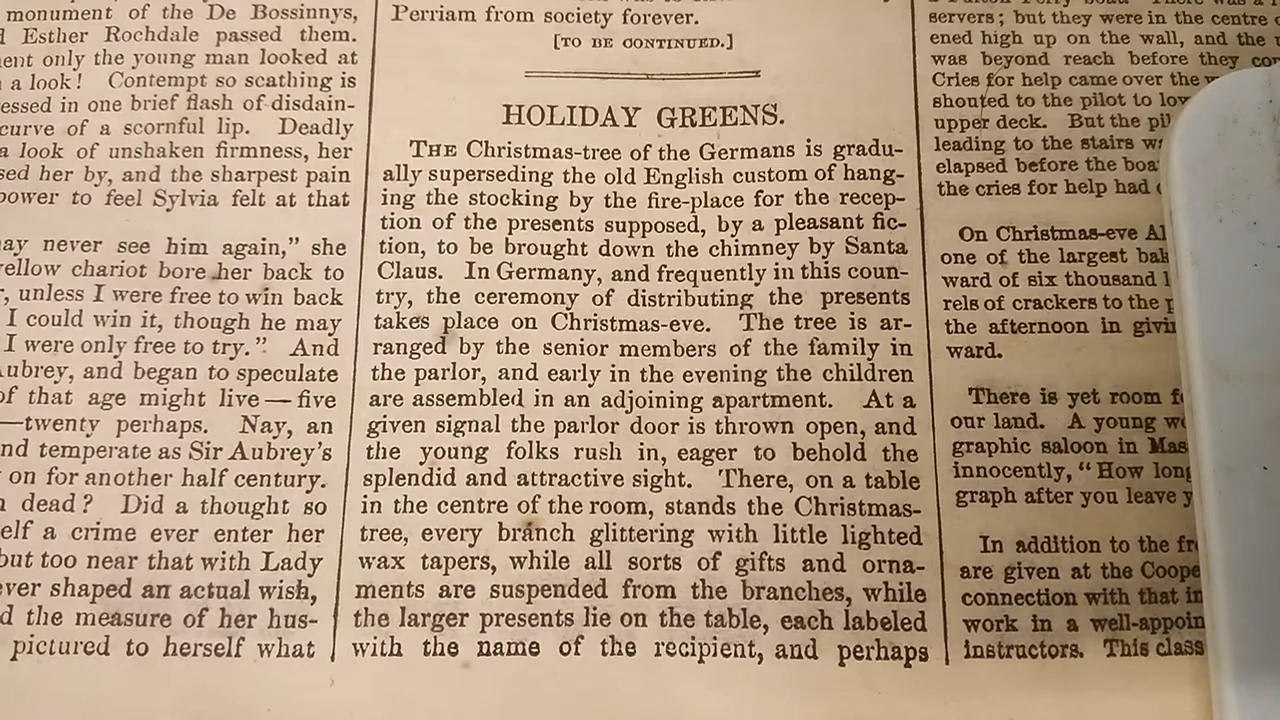 monument of the De Bossinnys,
Esther Rochdale passed them.
only the young man looked at
a look! Contempt so scathing is
in one brief flash of disdain-
curve of a scornful lip. Deadly
a look of unshaken firmness, her
her by, and the sharpest pain
power to feel Sylvia felt at that
never see him again,” she
chariot bore her back to
unless I were free to win back
I could win it, though he may
I were only free to try.” And
and began to speculate
of that age might live—five
—twenty perhaps. Nay, an
temperate as Sir Aubrey's
on for another half century.
dead? Did a thought so
a crime ever enter her
but too near that with Lady
shaped an actual wish,
the measure of her hus-
pictured to herself what
Perriam from society forever.
[TO BE CONTINUED.]
HOLIDAY GREENS.
THE Christmas-tree of the Germans is gradu-
ally superseding the old English custom of hang-
ing the stocking by the fire-place for the recep-
tion of the presents supposed, by a pleasant fic-
tion, to be brought down the chimney by Santa
Claus. In Germany, and frequently in this coun-
try, the ceremony of distributing the presents
takes place on Christmas-eve. The tree is ar-
ranged by the senior members of the family in
the parlor, and early in the evening the children
are assembled in an adjoining apartment. At a
given signal the parlor door is thrown open, and
the young folks rush in, eager to behold the
splendid and attractive sight. There, on a table
in the centre of the room, stands the Christmas-
tree, every branch glittering with little lighted
wax tapers, while all sorts of gifts and orna-
ments are suspended from the branches, while
the larger presents lie on the table, each labeled
with the name of the recipient, and perhaps
servers; but they were in the centre
ened high up on the wall, and the
was beyond reach before they
Cries for help came over the
shouted to the pilot to
upper deck. But the
leading to the stairs
elapsed before the
the cries for help had
On Christmas-eve
one of the largest
ward of six thousand
rels of crackers to the
the afternoon in
ward.
There is yet room
our land. A young
graphic saloon in
innocently, “How long
graph after you leave
In addition to the
are given at the
connection with that
work in a
instructors. This class